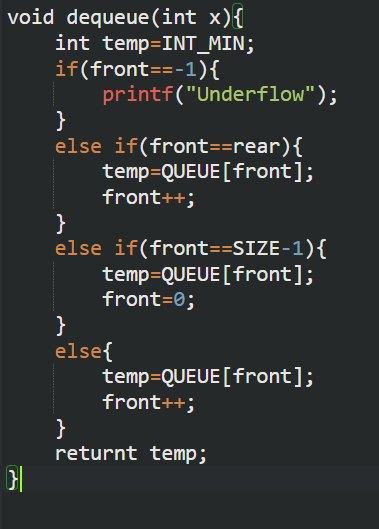 void dequeue(int x){
    int temp=INT_MIN;
    if(front==-1){
        printf("Underflow");
    }
    else if(front==rear){
        temp=QUEUE[front];
        front++;
    }
    else if(front==SIZE-1){
        temp=QUEUE[front];
        front=0;
    }
    else{
        temp=QUEUE[front];
        front++;
    }
    returnt temp;
}